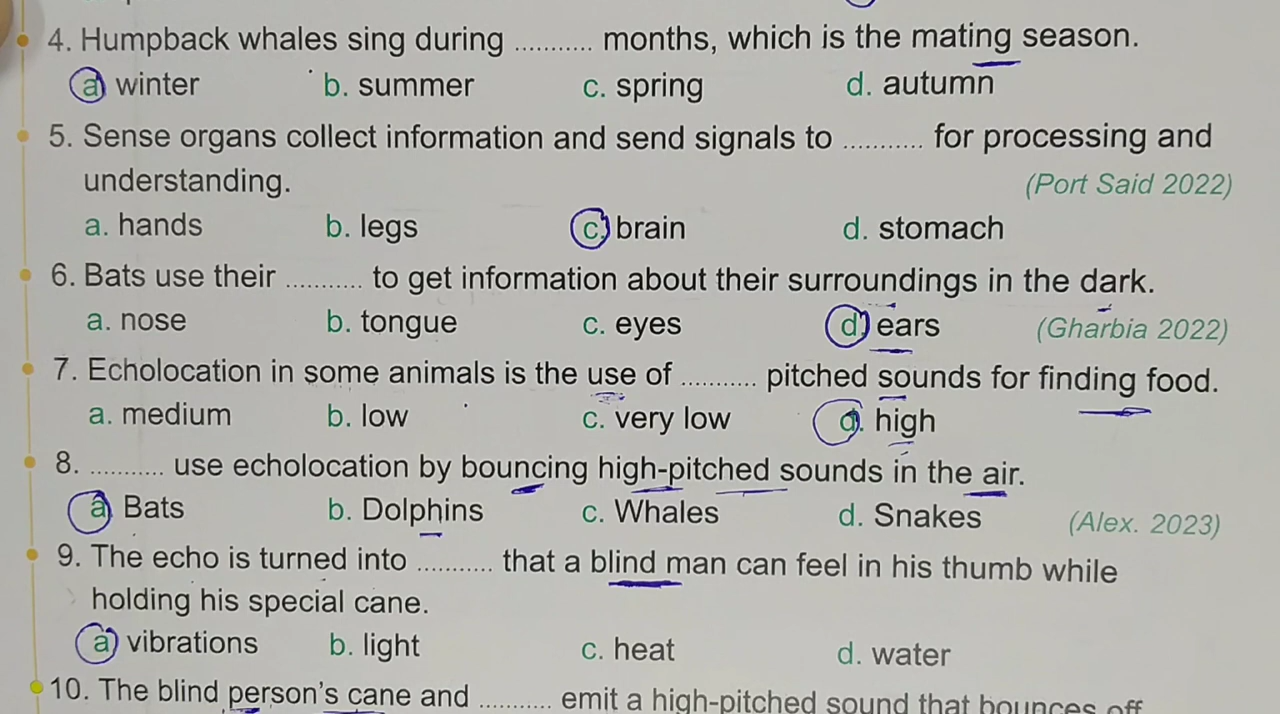 4. Humpback whales sing during ........... months, which is the mating season.
a. winter b. summer c. spring d. autumn
5. Sense organs collect information and send signals to ........... for processing and
understanding. (Port Said 2022)
a. hands b. legs c. brain d. stomach
6. Bats use their ........... to get information about their surroundings in the dark.
a. nose b. tongue c. eyes d. ears (Gharbia 2022)
7. Echolocation in some animals is the use of ........... pitched sounds for finding food.
a. medium b. low c. very low d. high
8. ........... use echolocation by bouncing high-pitched sounds in the air.
a. Bats b. Dolphins c. Whales d. Snakes (Alex. 2023)
9. The echo is turned into ........... that a blind man can feel in his thumb while
holding his special cane.
a. vibrations b. light c. heat d. water
10. The blind person's cane and ........... emit a high-pitched sound that bounces off